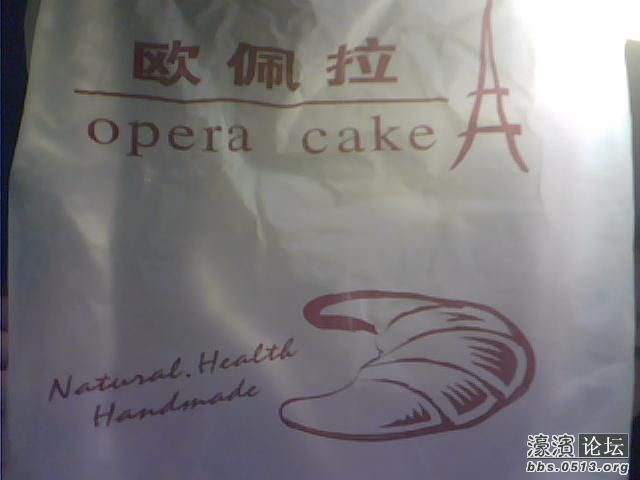 欧佩拉
opera cake
Natural.Health
Handmade
濠滨论坛
bbs.0513.org